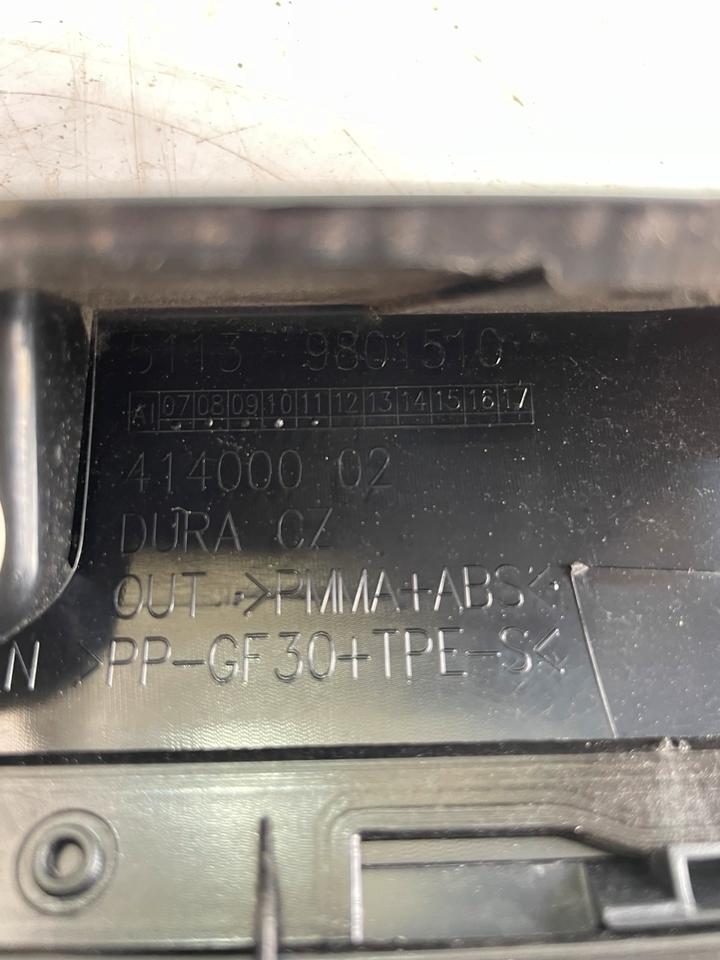 5113 9801510
AI 07 08 09 10 11 12 13 14 15 16 17
414000 02
DURA CZ
OUT >PMMA+ABS<
N >PP-GF30+TPE-S<